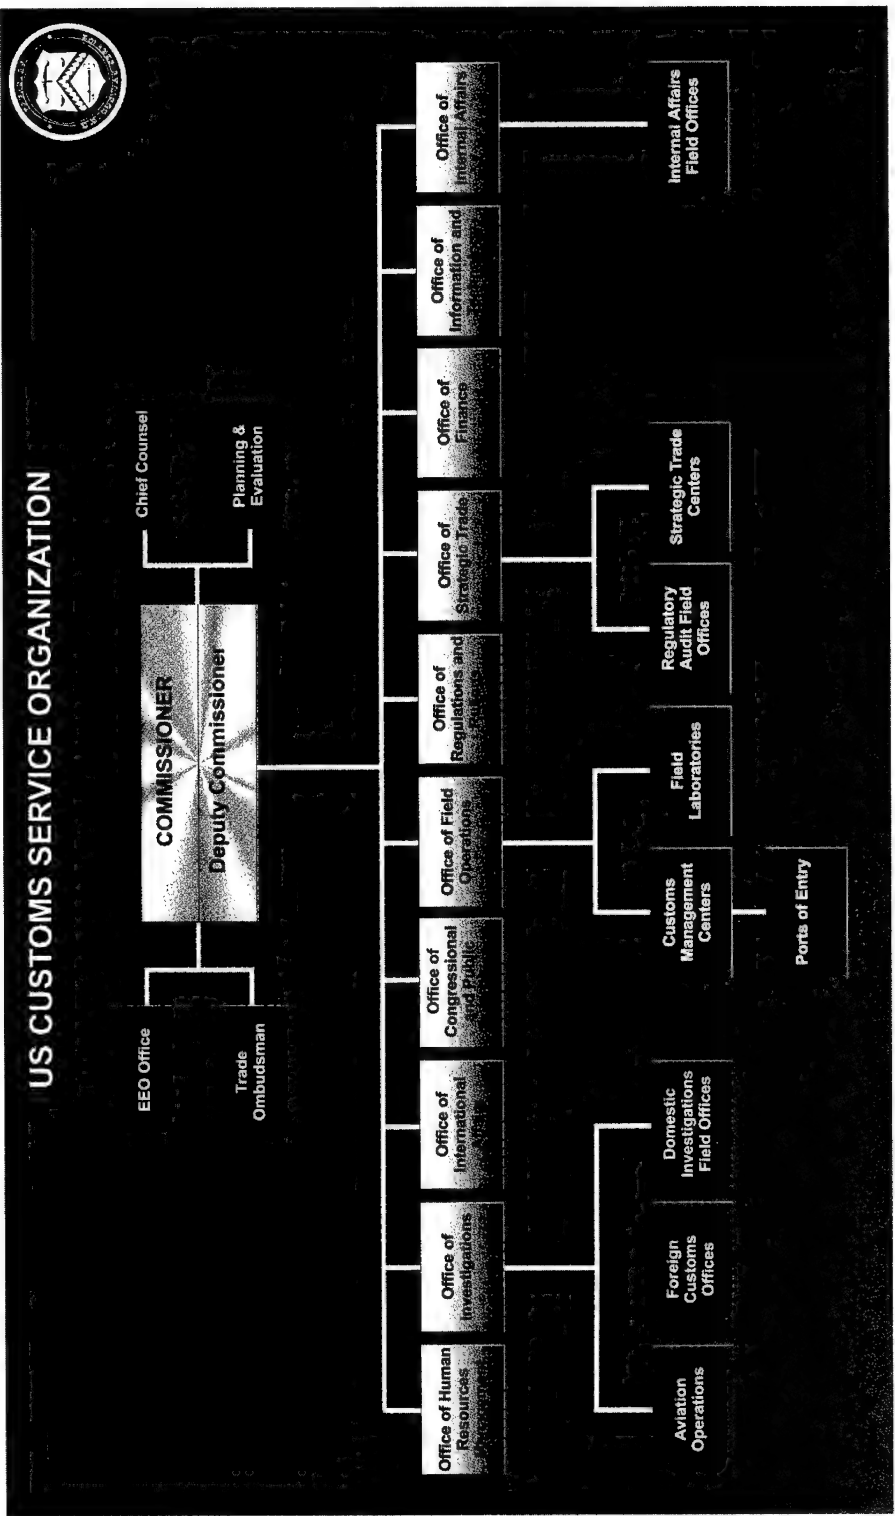 US CUSTOMS SERVICE ORGANIZATION
EEO Office
Trade
Ombudsman
COMMISSIONER
Deputy Commissioner
Chief Counsel
Planning &
Evaluation
Office of Human
Resources
Office of
Investigations
Office of
International
Office of
Congressional
and Public
Office of Field
Operations
Office of
Regulations and
Office of
Strategic Trade
Office of
Finance
Office of
Information and
Office of
Internal Affairs
Aviation
Operations
Foreign
Customs
Offices
Domestic
Investigations
Field Offices
Customs
Management
Centers
Field
Laboratories
Regulatory
Audit Field
Offices
Strategic Trade
Centers
Internal Affairs
Field Offices
Ports of Entry